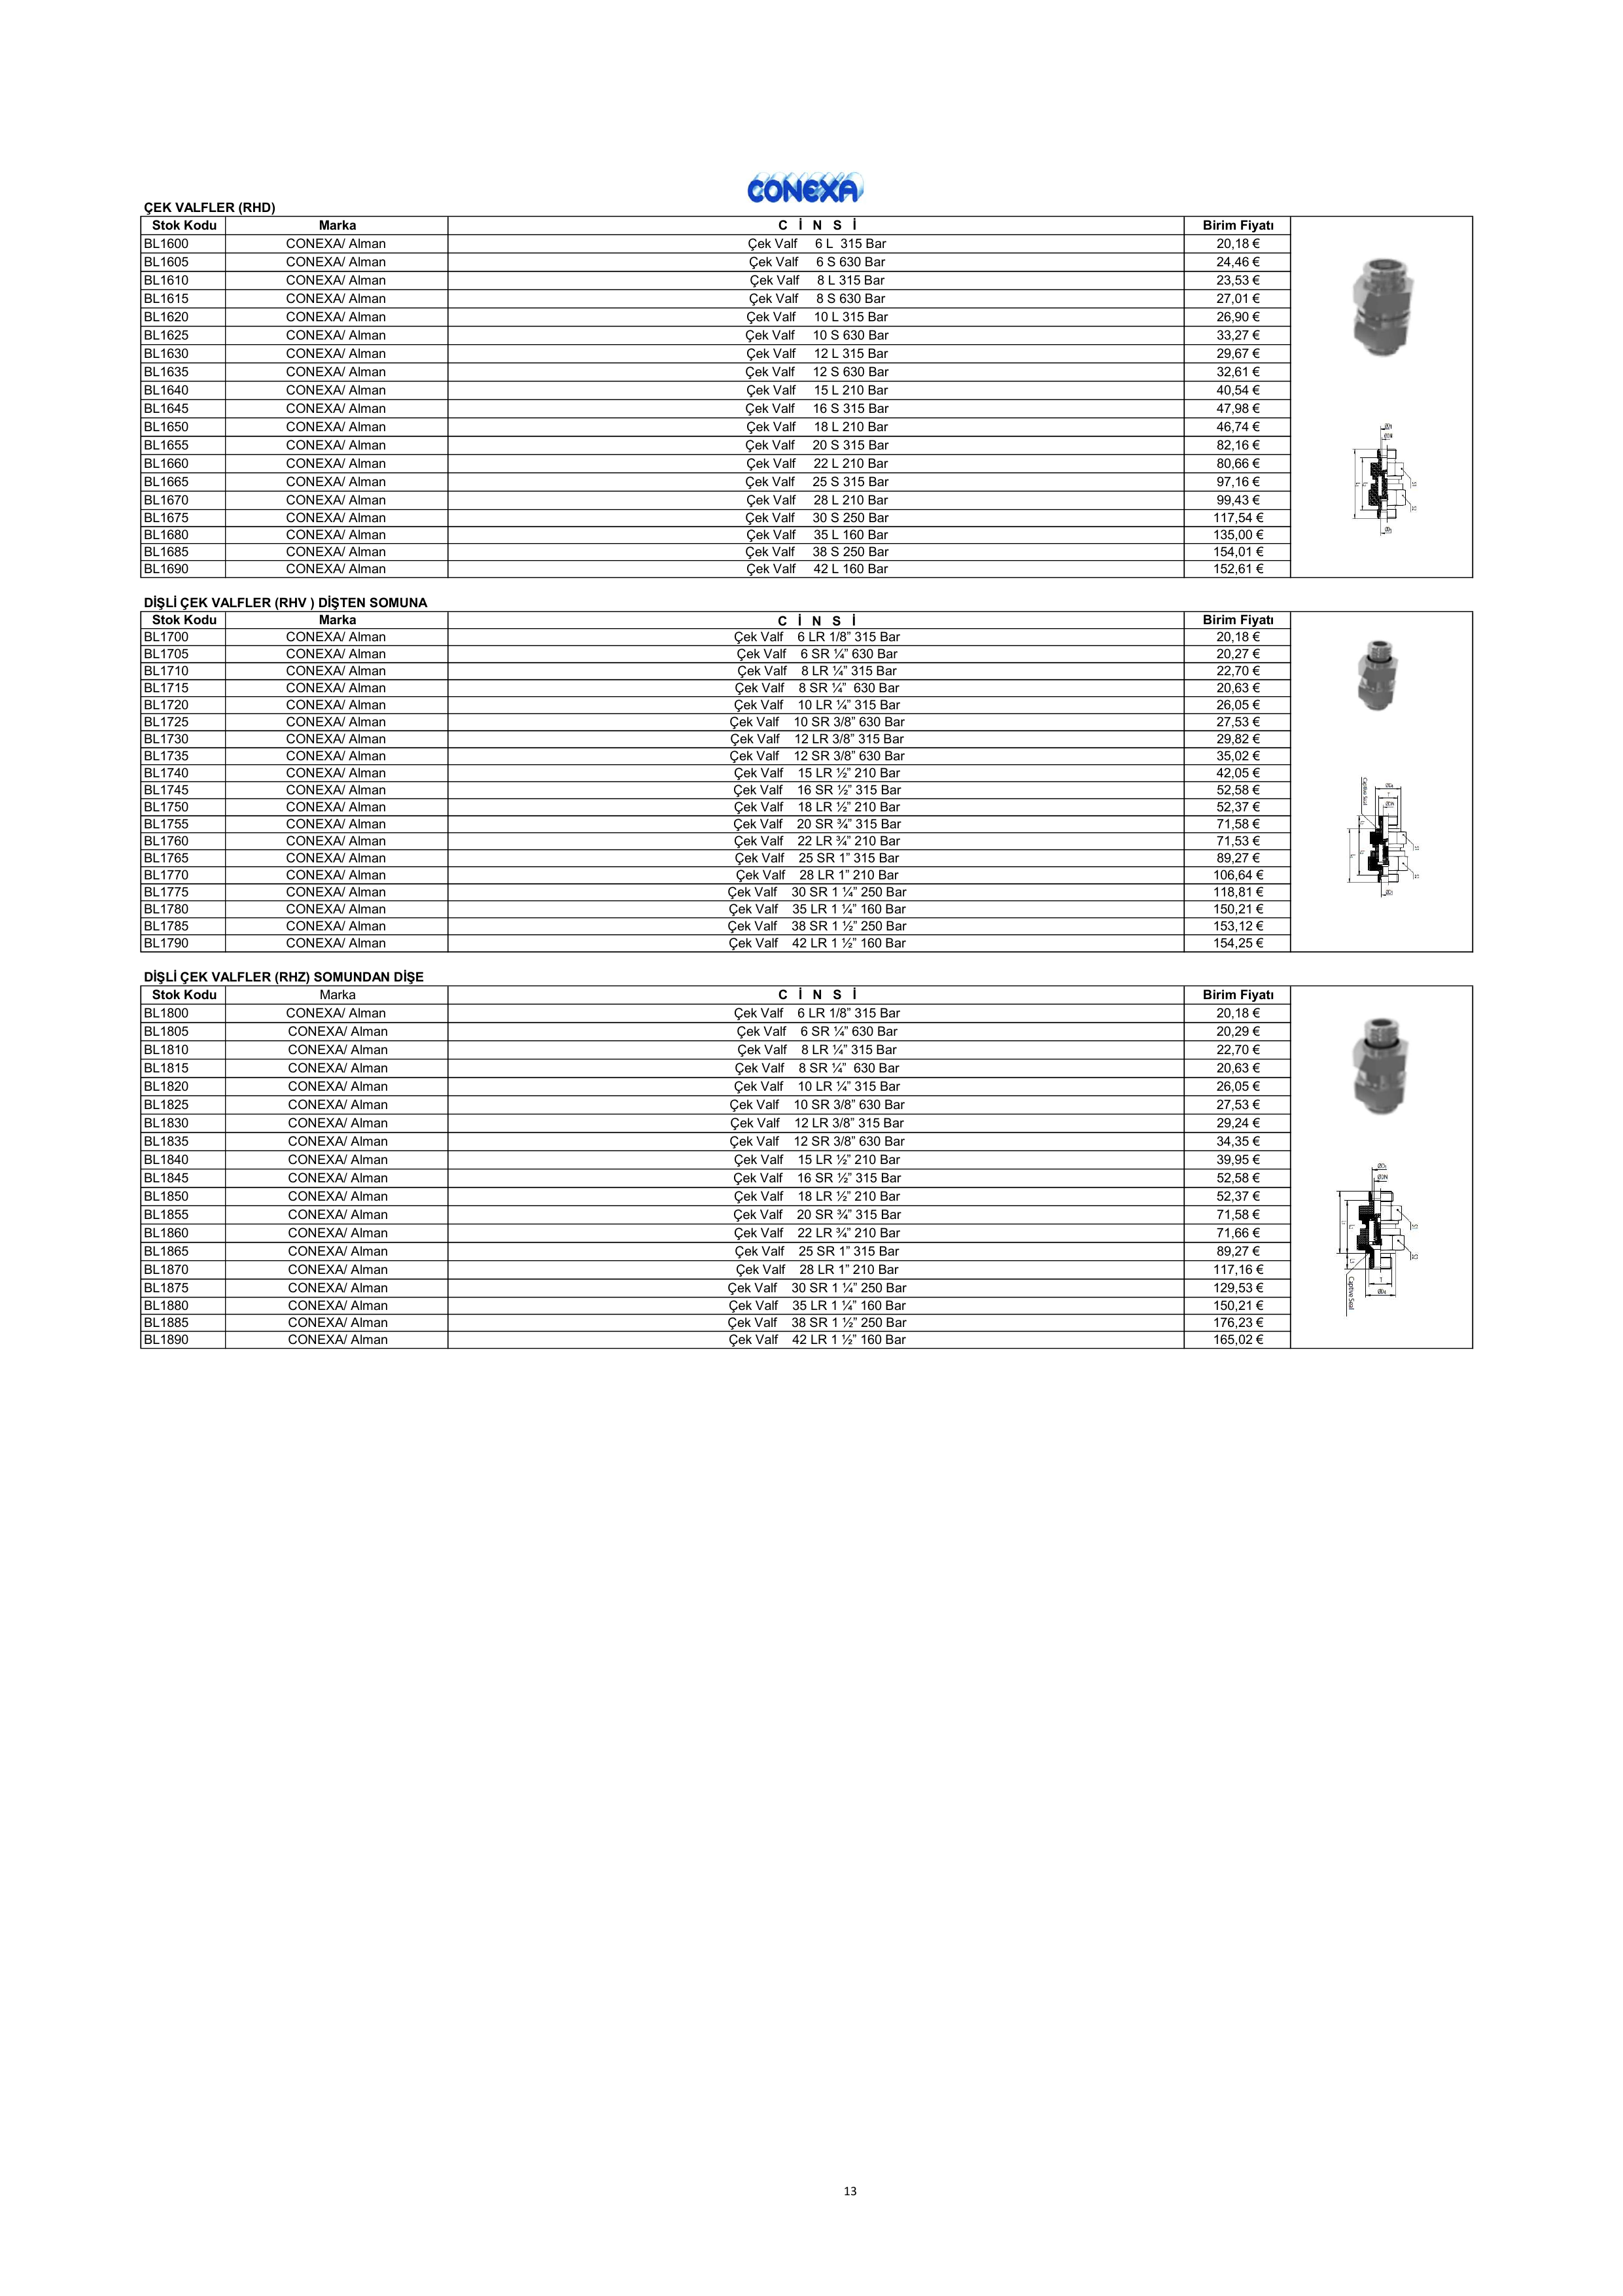 CONEXA
ÇEK VALFLER (RHD)
Stok Kodu Marka C İ N S İ Birim Fiyatı
BL1600 CONEXA/ Alman Çek Valf 6 L 315 Bar 20,18 €
BL1605 CONEXA/ Alman Çek Valf 6 S 630 Bar 24,46 €
BL1610 CONEXA/ Alman Çek Valf 8 L 315 Bar 23,53 €
BL1615 CONEXA/ Alman Çek Valf 8 S 630 Bar 27,01 €
BL1620 CONEXA/ Alman Çek Valf 10 L 315 Bar 26,90 €
BL1625 CONEXA/ Alman Çek Valf 10 S 630 Bar 33,27 €
BL1630 CONEXA/ Alman Çek Valf 12 L 315 Bar 29,67 €
BL1635 CONEXA/ Alman Çek Valf 12 S 630 Bar 32,61 €
BL1640 CONEXA/ Alman Çek Valf 15 L 210 Bar 40,54 €
BL1645 CONEXA/ Alman Çek Valf 16 S 315 Bar 47,98 €
BL1650 CONEXA/ Alman Çek Valf 18 L 210 Bar 46,74 €
BL1655 CONEXA/ Alman Çek Valf 20 S 315 Bar 82,16 €
BL1660 CONEXA/ Alman Çek Valf 22 L 210 Bar 80,66 €
BL1665 CONEXA/ Alman Çek Valf 25 S 315 Bar 97,16 €
BL1670 CONEXA/ Alman Çek Valf 28 L 210 Bar 99,43 €
BL1675 CONEXA/ Alman Çek Valf 30 S 250 Bar 117,54 €
BL1680 CONEXA/ Alman Çek Valf 35 L 160 Bar 135,00 €
BL1685 CONEXA/ Alman Çek Valf 38 S 250 Bar 154,01 €
BL1690 CONEXA/ Alman Çek Valf 42 L 160 Bar 152,61 €
DİŞLİ ÇEK VALFLER (RHV ) DİŞTEN SOMUNA
Stok Kodu Marka C İ N S İ Birim Fiyatı
BL1700 CONEXA/ Alman Çek Valf 6 LR 1/8” 315 Bar 20,18 €
BL1705 CONEXA/ Alman Çek Valf 6 SR ¼” 630 Bar 20,27 €
BL1710 CONEXA/ Alman Çek Valf 8 LR ¼” 315 Bar 22,70 €
BL1715 CONEXA/ Alman Çek Valf 8 SR ¼” 630 Bar 20,63 €
BL1720 CONEXA/ Alman Çek Valf 10 LR ¼” 315 Bar 26,05 €
BL1725 CONEXA/ Alman Çek Valf 10 SR 3/8” 630 Bar 27,53 €
BL1730 CONEXA/ Alman Çek Valf 12 LR 3/8” 315 Bar 29,82 €
BL1735 CONEXA/ Alman Çek Valf 12 SR 3/8” 630 Bar 35,02 €
BL1740 CONEXA/ Alman Çek Valf 15 LR ½” 210 Bar 42,05 €
BL1745 CONEXA/ Alman Çek Valf 16 SR ½” 315 Bar 52,58 €
BL1750 CONEXA/ Alman Çek Valf 18 LR ½” 210 Bar 52,37 €
BL1755 CONEXA/ Alman Çek Valf 20 SR ¾” 315 Bar 71,58 €
BL1760 CONEXA/ Alman Çek Valf 22 LR ¾” 210 Bar 71,53 €
BL1765 CONEXA/ Alman Çek Valf 25 SR 1” 315 Bar 89,27 €
BL1770 CONEXA/ Alman Çek Valf 28 LR 1” 210 Bar 106,64 €
BL1775 CONEXA/ Alman Çek Valf 30 SR 1 ¼” 250 Bar 118,81 €
BL1780 CONEXA/ Alman Çek Valf 35 LR 1 ¼” 160 Bar 150,21 €
BL1785 CONEXA/ Alman Çek Valf 38 SR 1 ½” 250 Bar 153,12 €
BL1790 CONEXA/ Alman Çek Valf 42 LR 1 ½” 160 Bar 154,25 €
Captive Seal
DİŞLİ ÇEK VALFLER (RHZ) SOMUNDAN DİŞE
Stok Kodu Marka C İ N S İ Birim Fiyatı
BL1800 CONEXA/ Alman Çek Valf 6 LR 1/8” 315 Bar 20,18 €
BL1805 CONEXA/ Alman Çek Valf 6 SR ¼” 630 Bar 20,29 €
BL1810 CONEXA/ Alman Çek Valf 8 LR ¼” 315 Bar 22,70 €
BL1815 CONEXA/ Alman Çek Valf 8 SR ¼” 630 Bar 20,63 €
BL1820 CONEXA/ Alman Çek Valf 10 LR ¼” 315 Bar 26,05 €
BL1825 CONEXA/ Alman Çek Valf 10 SR 3/8” 630 Bar 27,53 €
BL1830 CONEXA/ Alman Çek Valf 12 LR 3/8” 315 Bar 29,24 €
BL1835 CONEXA/ Alman Çek Valf 12 SR 3/8” 630 Bar 34,35 €
BL1840 CONEXA/ Alman Çek Valf 15 LR ½” 210 Bar 39,95 €
BL1845 CONEXA/ Alman Çek Valf 16 SR ½” 315 Bar 52,58 €
BL1850 CONEXA/ Alman Çek Valf 18 LR ½” 210 Bar 52,37 €
BL1855 CONEXA/ Alman Çek Valf 20 SR ¾” 315 Bar 71,58 €
BL1860 CONEXA/ Alman Çek Valf 22 LR ¾” 210 Bar 71,66 €
BL1865 CONEXA/ Alman Çek Valf 25 SR 1” 315 Bar 89,27 €
BL1870 CONEXA/ Alman Çek Valf 28 LR 1” 210 Bar 117,16 €
BL1875 CONEXA/ Alman Çek Valf 30 SR 1 ¼” 250 Bar 129,53 €
BL1880 CONEXA/ Alman Çek Valf 35 LR 1 ¼” 160 Bar 150,21 €
BL1885 CONEXA/ Alman Çek Valf 38 SR 1 ½” 250 Bar 176,23 €
BL1890 CONEXA/ Alman Çek Valf 42 LR 1 ½” 160 Bar 165,02 €
Captive Seal
13